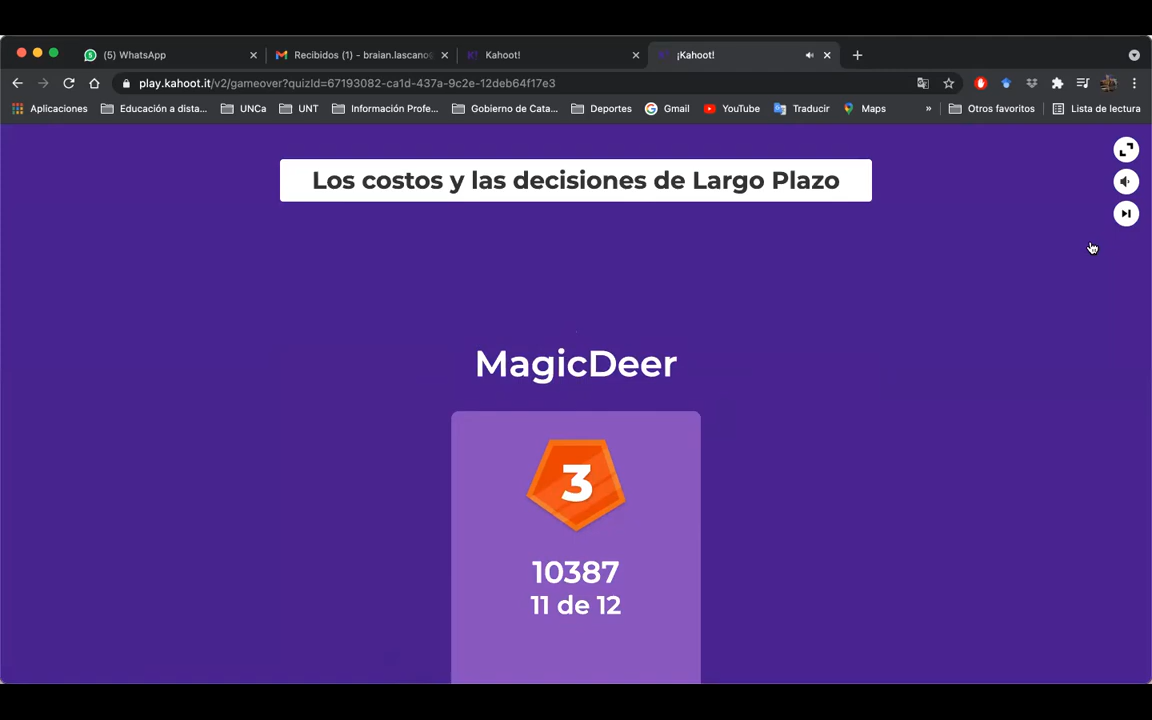 (5) WhatsApp
Recibidos (1) - braian.lascano
Kahoot!
¡Kahoot!
play.kahoot.it/v2/gameover?quizId=67193082-ca1d-437a-9c2e-12deb64f17e3
Aplicaciones
Educación a dista...
UNCa
UNT
Información Profe...
Gobierno de Cata...
Deportes
Gmail
YouTube
Traducir
Maps
»
Otros favoritos
Lista de lectura
Los costos y las decisiones de Largo Plazo
MagicDeer
3
10387
11 de 12